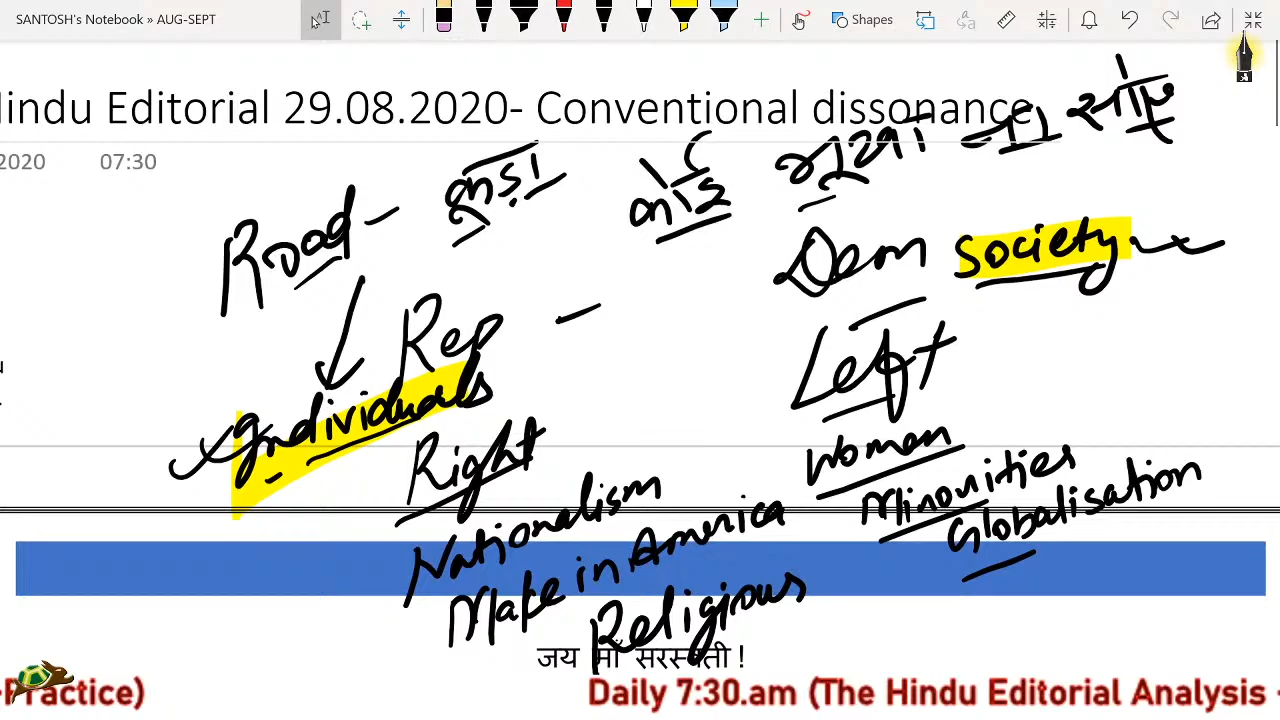 SANTOSH's Notebook » AUG-SEPT
Shapes
Hindu Editorial 29.08.2020- Conventional dissonance
2020 07:30
Road - कूड़ा
Dem Society
Rep -
Left
Individuals
Right
Women
Minorities
Nationalism
Globalisation
Make in America
Religious
जय माँ सरस्वती !
-Practice)
Daily 7:30.am (The Hindu Editorial Analysis -